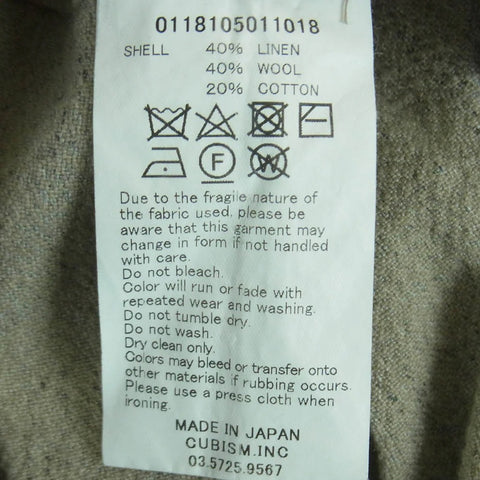 0118105011018
SHELL 40% LINEN
40% WOOL
20% COTTON
F W
Due to the fragile nature of
the fabric used, please be
aware that this garment may
change in form if not handled
with care.
Do not bleach.
Color will run or fade with
repeated wear and washing.
Do not tumble dry.
Do not wash.
Dry clean only.
Colors may bleed or transfer onto
other materials if rubbing occurs.
Please use a press cloth when
ironing.
MADE IN JAPAN
CUBISM.INC
03.5725.9567